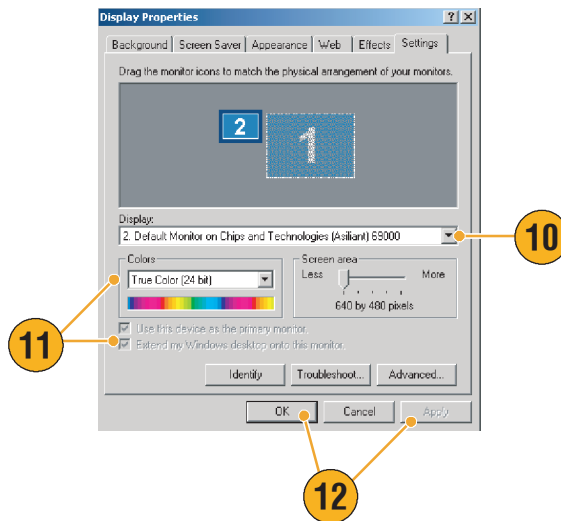 Display Properties
Background Screen Saver Appearance Web Effects Settings
Drag the monitor icons to match the physical arrangement of your monitors.
2
1
Display:
2. Default Monitor on Chips and Technologies (Asiliant) 69000
10
Colors
True Color (24 bit)
Screen area
Less
More
640 by 480 pixels
11
Use this device as the primary monitor.
Extend my Windows desktop onto this monitor.
Identify Troubleshoot... Advanced...
OK Cancel Apply
12